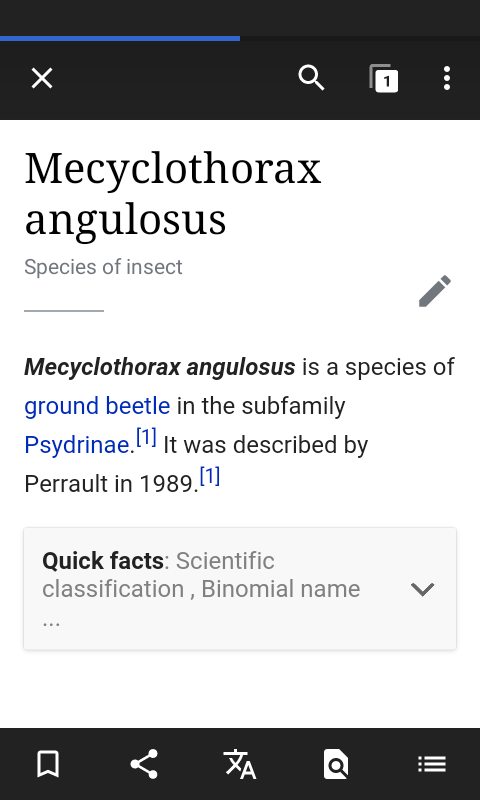 1
Mecyclothorax
angulosus
Species of insect
Mecyclothorax angulosus is a species of
ground beetle in the subfamily
Psydrinae.[1] It was described by
Perrault in 1989.[1]
Quick facts: Scientific
classification , Binomial name
...